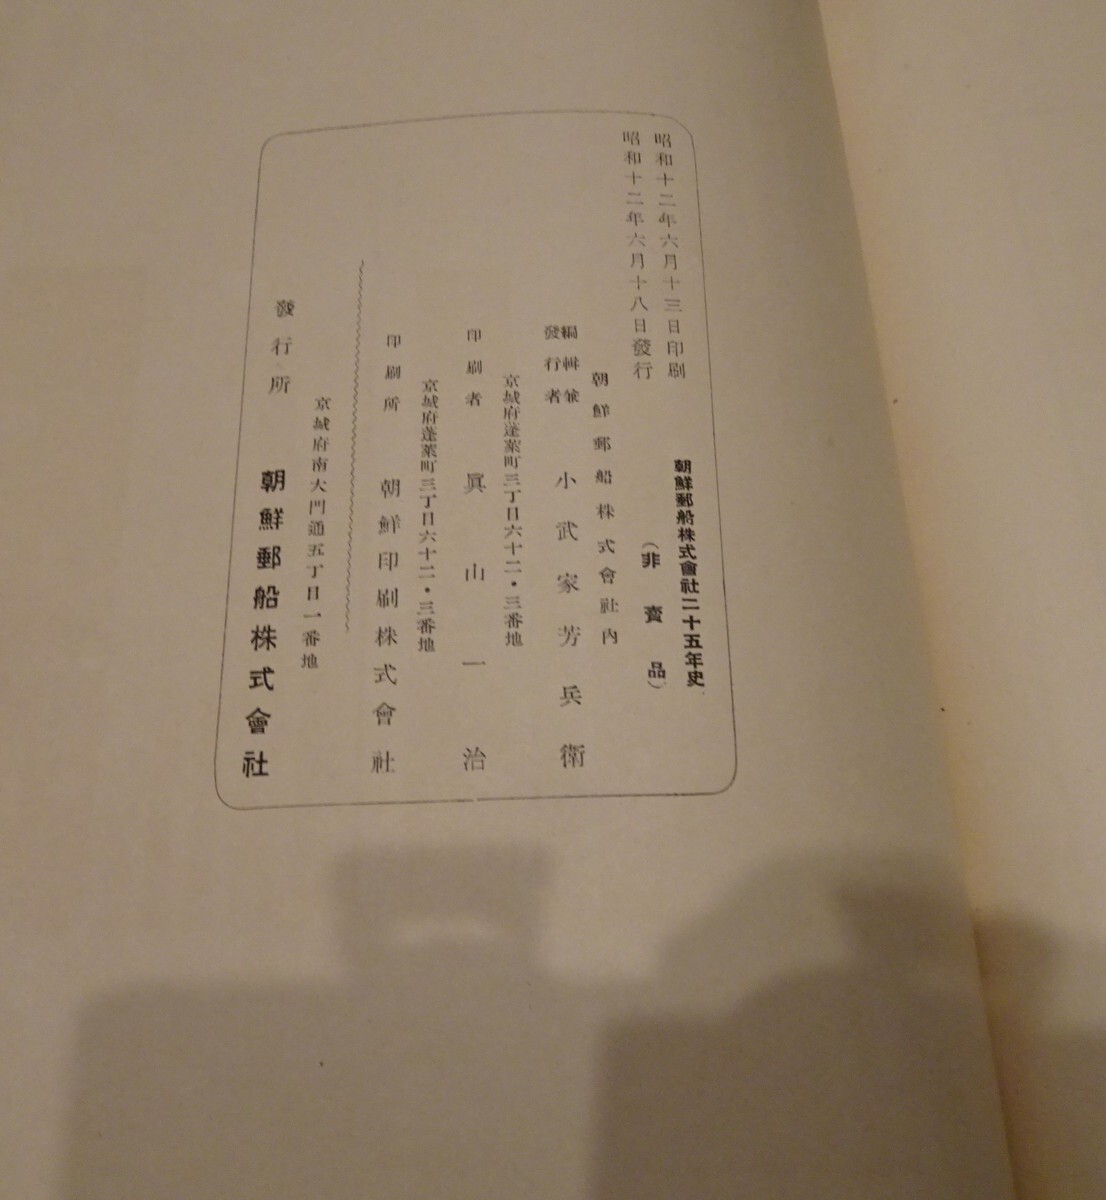 昭和十二年六月十三日印刷
昭和十二年六月十八日發行
朝鮮郵船株式會社二十五年史
(非賣品)
朝鮮郵船株式會社內
編輯兼
發行者
小武家芳兵衛
京城府蓬萊町三丁目六十二・三番地
印刷者 眞山一治
京城府蓬萊町三丁目六十二・三番地
印刷所 朝鮮印刷株式會社
京城府南大門通五丁目一番地
發行所 朝鮮郵船株式會社